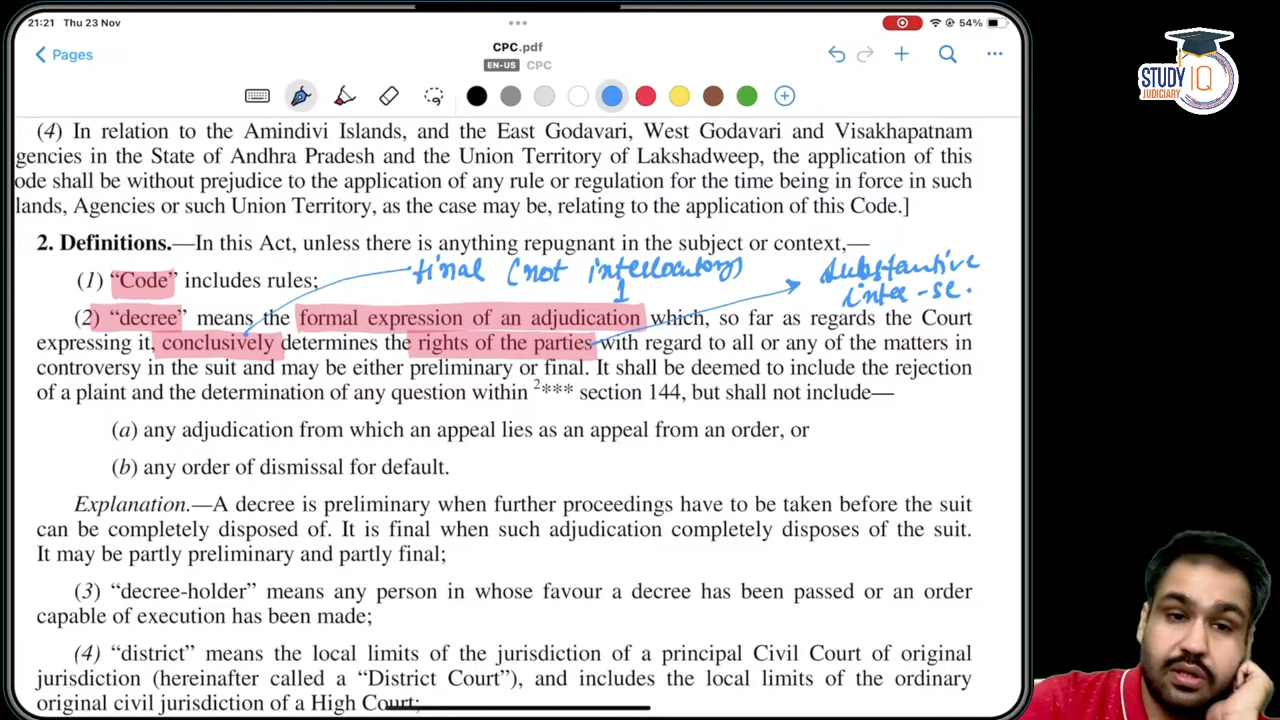 21:21 Thu 23 Nov
54%
Pages
CPC.pdf
EN-US CPC
STUDY IQ
JUDICIARY
(4) In relation to the Amindivi Islands, and the East Godavari, West Godavari and Visakhapatnam
gencies in the State of Andhra Pradesh and the Union Territory of Lakshadweep, the application of this
ode shall be without prejudice to the application of any rule or regulation for the time being in force in such
lands, Agencies or such Union Territory, as the case may be, relating to the application of this Code.]
2. Definitions.—In this Act, unless there is anything repugnant in the subject or context,—
final (not interlocutory)
substantive
inter-se.
(1) “Code” includes rules;
1
(2) “decree” means the formal expression of an adjudication which, so far as regards the Court
expressing it, conclusively determines the rights of the parties with regard to all or any of the matters in
controversy in the suit and may be either preliminary or final. It shall be deemed to include the rejection
of a plaint and the determination of any question within 2*** section 144, but shall not include—
(a) any adjudication from which an appeal lies as an appeal from an order, or
(b) any order of dismissal for default.
Explanation.—A decree is preliminary when further proceedings have to be taken before the suit
can be completely disposed of. It is final when such adjudication completely disposes of the suit.
It may be partly preliminary and partly final;
(3) “decree-holder” means any person in whose favour a decree has been passed or an order
capable of execution has been made;
(4) “district” means the local limits of the jurisdiction of a principal Civil Court of original
jurisdiction (hereinafter called a “District Court”), and includes the local limits of the ordinary
original civil jurisdiction of a High Court;